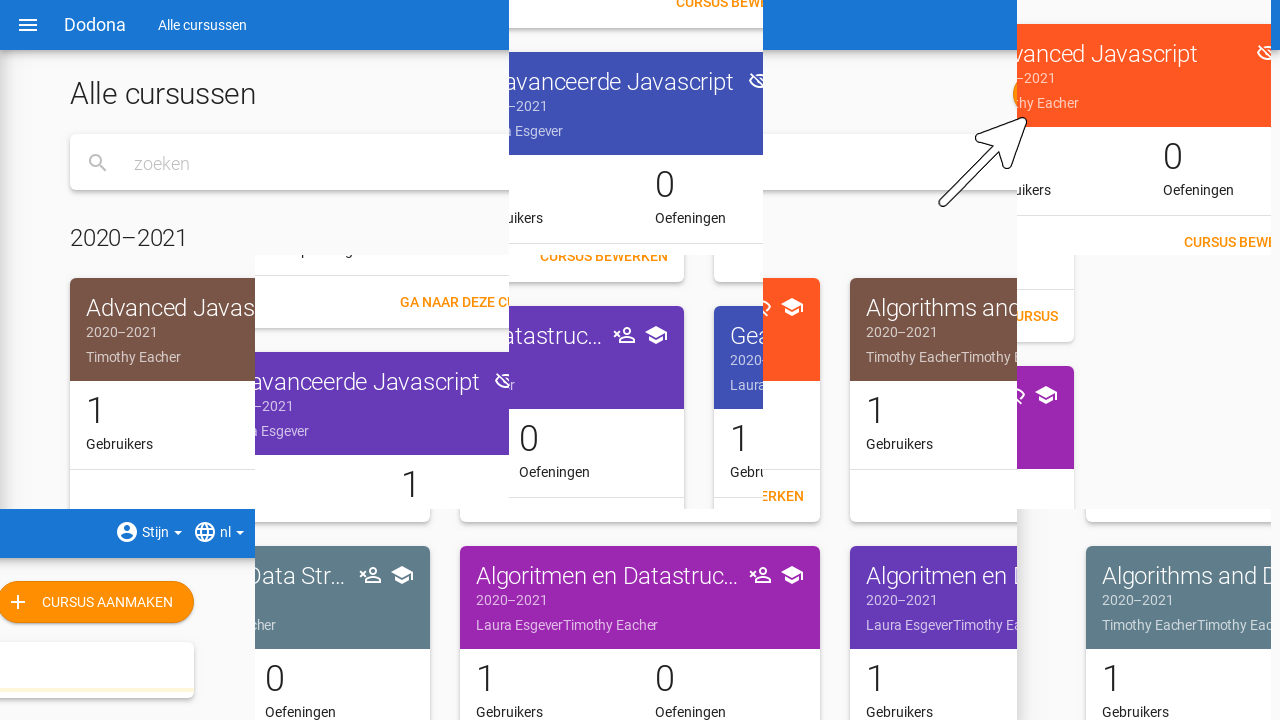 Dodona
Alle cursussen
CURSUS BEWE
Alle cursussen
avanceerde Javascript
–2021
Esgever
vanced Javascript
–2021
thy Eacher
zoeken
0
Oefeningen
0
Oefeningen
2020–2021
CURSUS BEWE
CURSUS BEWERKEN
Advanced Javas
2020–2021
Timothy Eacher
GA NAAR DEZE CU
atastruc...
Gea
2020
Laura
Algorithms and
2020–2021
Timothy EacherTimothy E
URSUS
avanceerde Javascript
–2021
Esgever
1
Gebruikers
1
0
Oefeningen
1
Gebru
ERKEN
1
Gebruikers
Stijn
nl
CURSUS AANMAKEN
Data Str...
cher
0
Oefeningen
Algoritmen en Datastruc...
2020–2021
Laura EsgeverTimothy Eacher
1
Gebruikers
0
Oefeningen
Algoritmen en D
2020–2021
Laura EsgeverTimothy Ea
1
Gebruikers
Algorithms and D
2020–2021
Timothy EacherTimothy Eac
1
Gebruikers